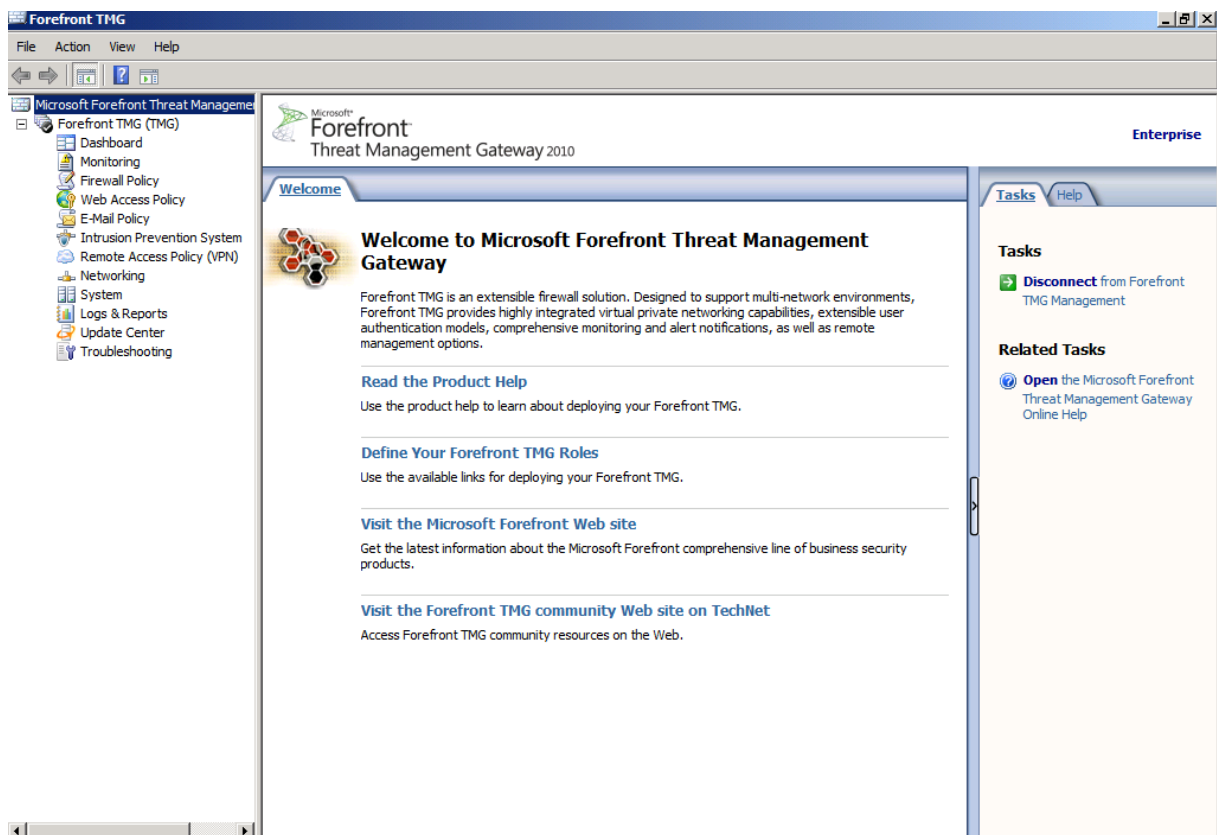 Forefront TMG
File Action View Help
Microsoft Forefront Threat Manageme
Forefront TMG (TMG)
Dashboard
Monitoring
Firewall Policy
Web Access Policy
E-Mail Policy
Intrusion Prevention System
Remote Access Policy (VPN)
Networking
System
Logs & Reports
Update Center
Troubleshooting
Microsoft
Forefront
Threat Management Gateway 2010
Enterprise
Welcome
Welcome to Microsoft Forefront Threat Management
Gateway
Forefront TMG is an extensible firewall solution. Designed to support multi-network environments,
Forefront TMG provides highly integrated virtual private networking capabilities, extensible user
authentication models, comprehensive monitoring and alert notifications, as well as remote
management options.
Read the Product Help
Use the product help to learn about deploying your Forefront TMG.
Define Your Forefront TMG Roles
Use the available links for deploying your Forefront TMG.
Visit the Microsoft Forefront Web site
Get the latest information about the Microsoft Forefront comprehensive line of business security
products.
Visit the Forefront TMG community Web site on TechNet
Access Forefront TMG community resources on the Web.
Tasks Help
Tasks
Disconnect from Forefront
TMG Management
Related Tasks
Open the Microsoft Forefront
Threat Management Gateway
Online Help